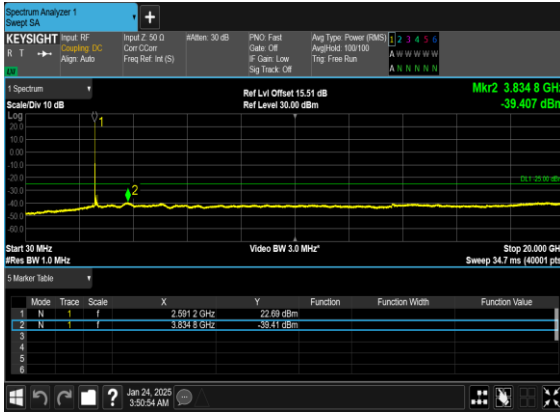 Spectrum Analyzer 1
Swept SA
+
KEYSIGHT Input: RF Input Z: 50 Ω #Atten: 30 dB PNO: Fast Avg Type: Power (RMS) 1 2 3 4 5 6
R T Coupling: DC Corr CCorr Gate: Off Avg|Hold: 100/100 A W W W W W
Align: Auto Freq Ref: Int (S) IF Gain: Low Trig: Free Run
LXI Sig Track: Off A N N N N N
1 Spectrum Ref Lvl Offset 15.51 dB Mkr2 3.834 8 GHz
Scale/Div 10 dB Ref Level 30.00 dBm -39.407 dBm
Log
1
20.0
10.0
0.00
-10.0
-20.0
DL1 -25.00 dBm
-30.0
2
-40.0
-50.0
-60.0
Start 30 MHz Video BW 3.0 MHz* Stop 20.000 GH
#Res BW 1.0 MHz Sweep 34.7 ms (40001 pts
5 Marker Table
Mode Trace Scale X Y Function Function Width Function Value
1 N 1 f 2.591 2 GHz 22.69 dBm
2 N 1 f 3.834 8 GHz -39.41 dBm
3
4
5
6
? Jan 24, 2025
3:50:54 AM